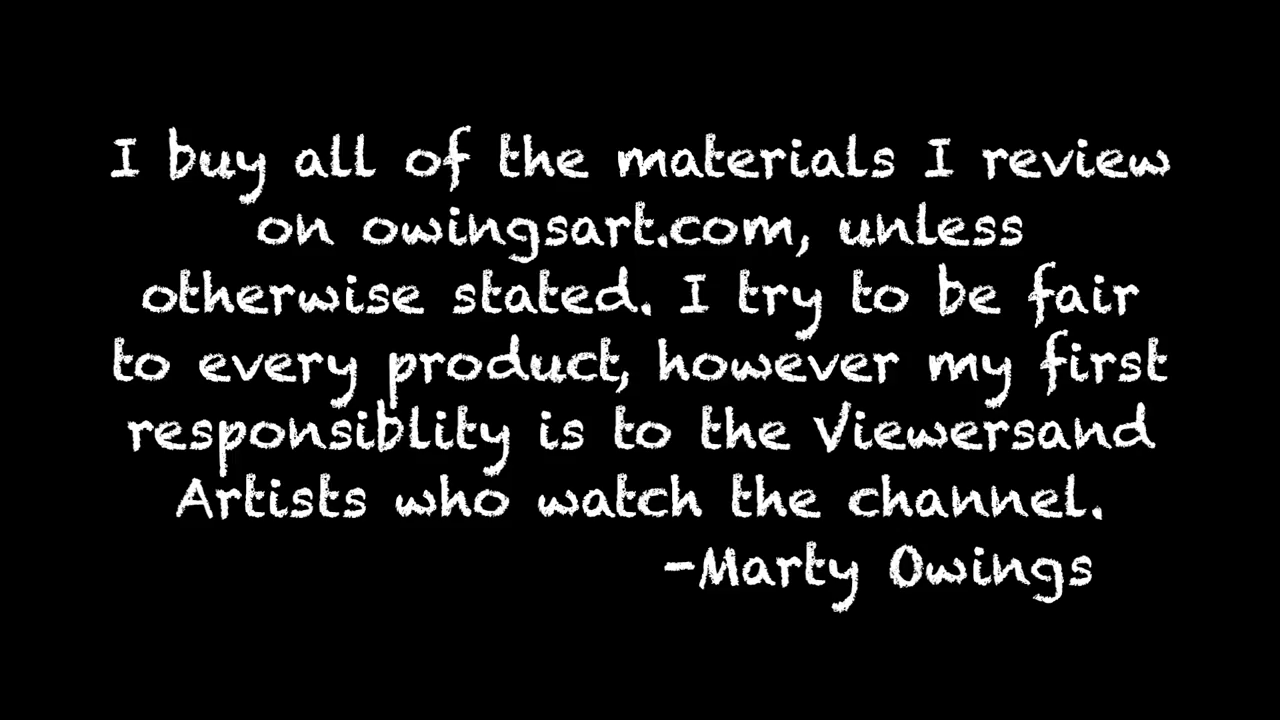 I buy all of the materials I review
on owingsart.com, unless
otherwise stated. I try to be fair
to every product, however my first
responsiblity is to the Viewersand
Artists who watch the channel.
-Marty Owings